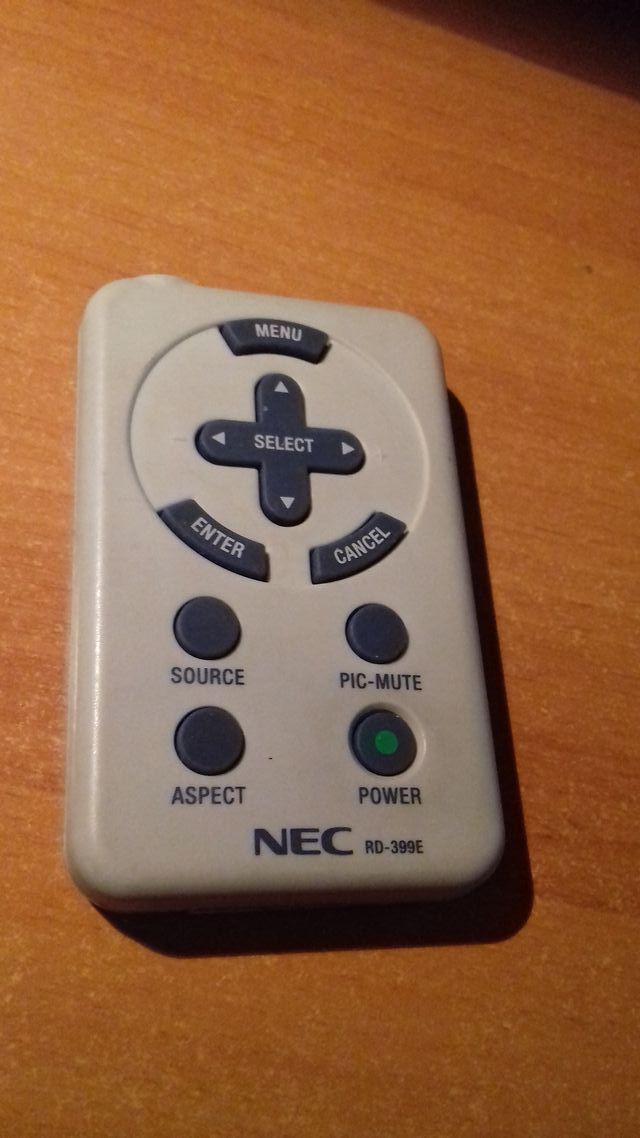 MENU
SELECT
ENTER
CANCEL
SOURCE
PIC-MUTE
ASPECT
POWER
NEC RD-399E